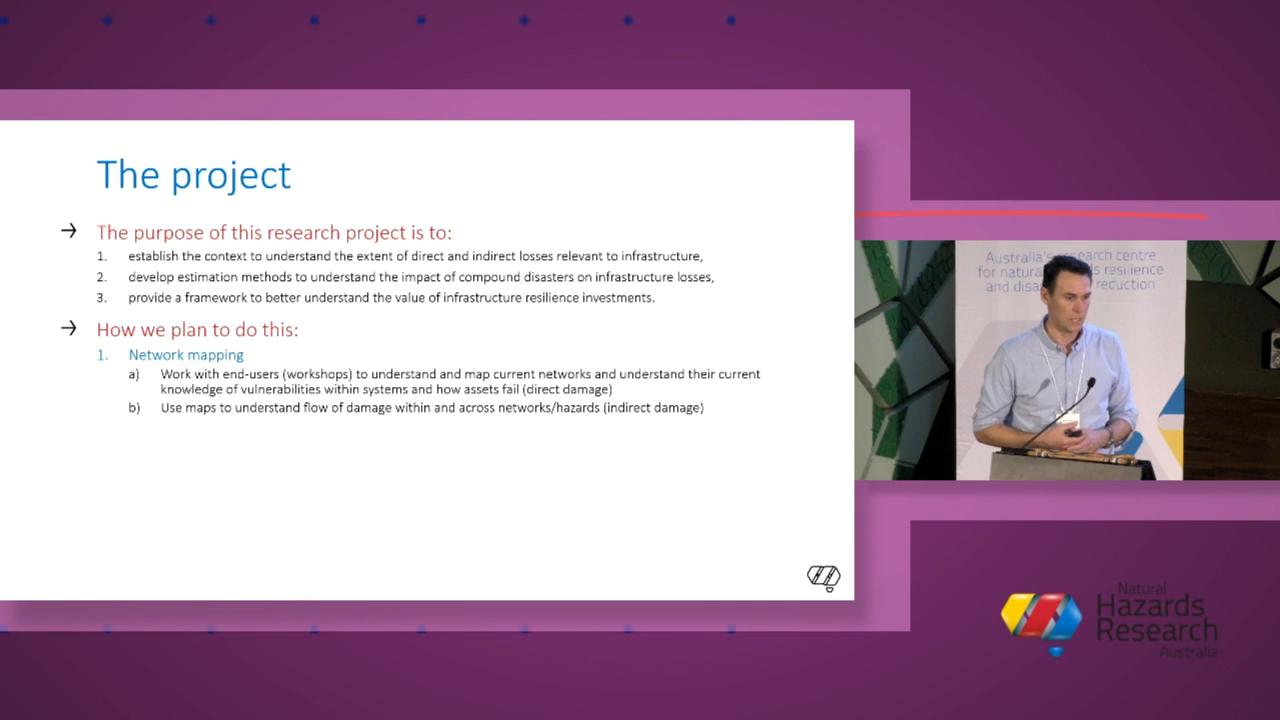 The project
→ The purpose of this research project is to:
1. establish the context to understand the extent of direct and indirect losses relevant to infrastructure,
2. develop estimation methods to understand the impact of compound disasters on infrastructure losses,
3. provide a framework to better understand the value of infrastructure resilience investments.
→ How we plan to do this:
1. Network mapping
a) Work with end-users (workshops) to understand and map current networks and understand their current
knowledge of vulnerabilities within systems and how assets fail (direct damage)
b) Use maps to understand flow of damage within and across networks/hazards (indirect damage)
Australia's research centre
for natural resilience
and reduction
Natural
Hazards
Research
Australia